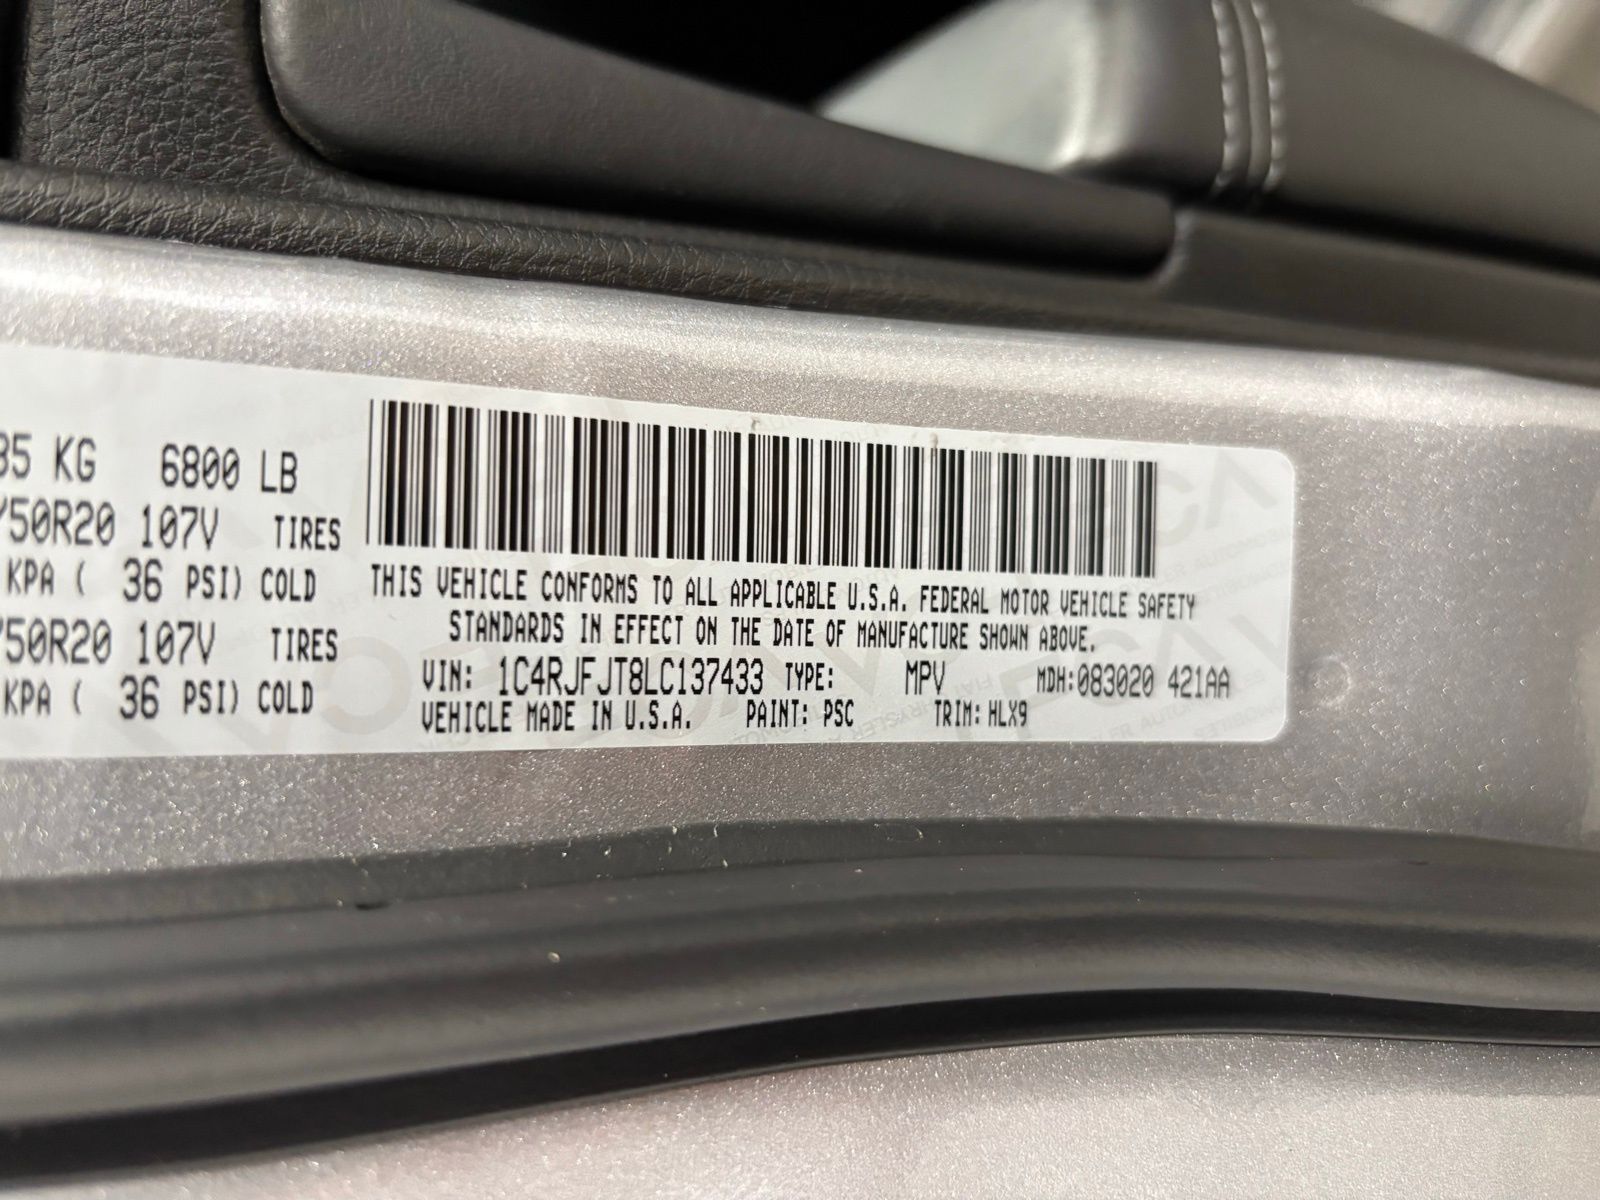 35 KG 6800 LB
/50R20 107V TIRES
KPA ( 36 PSI) COLD
/50R20 107V TIRES
KPA ( 36 PSI) COLD
THIS VEHICLE CONFORMS TO ALL APPLICABLE U.S.A. FEDERAL MOTOR VEHICLE SAFETY
STANDARDS IN EFFECT ON THE DATE OF MANUFACTURE SHOWN ABOVE.
VIN: 1C4RJFJT8LC137433 TYPE: MPV MDH:083020 421AA
VEHICLE MADE IN U.S.A. PAINT: PSC TRIM: HLX9